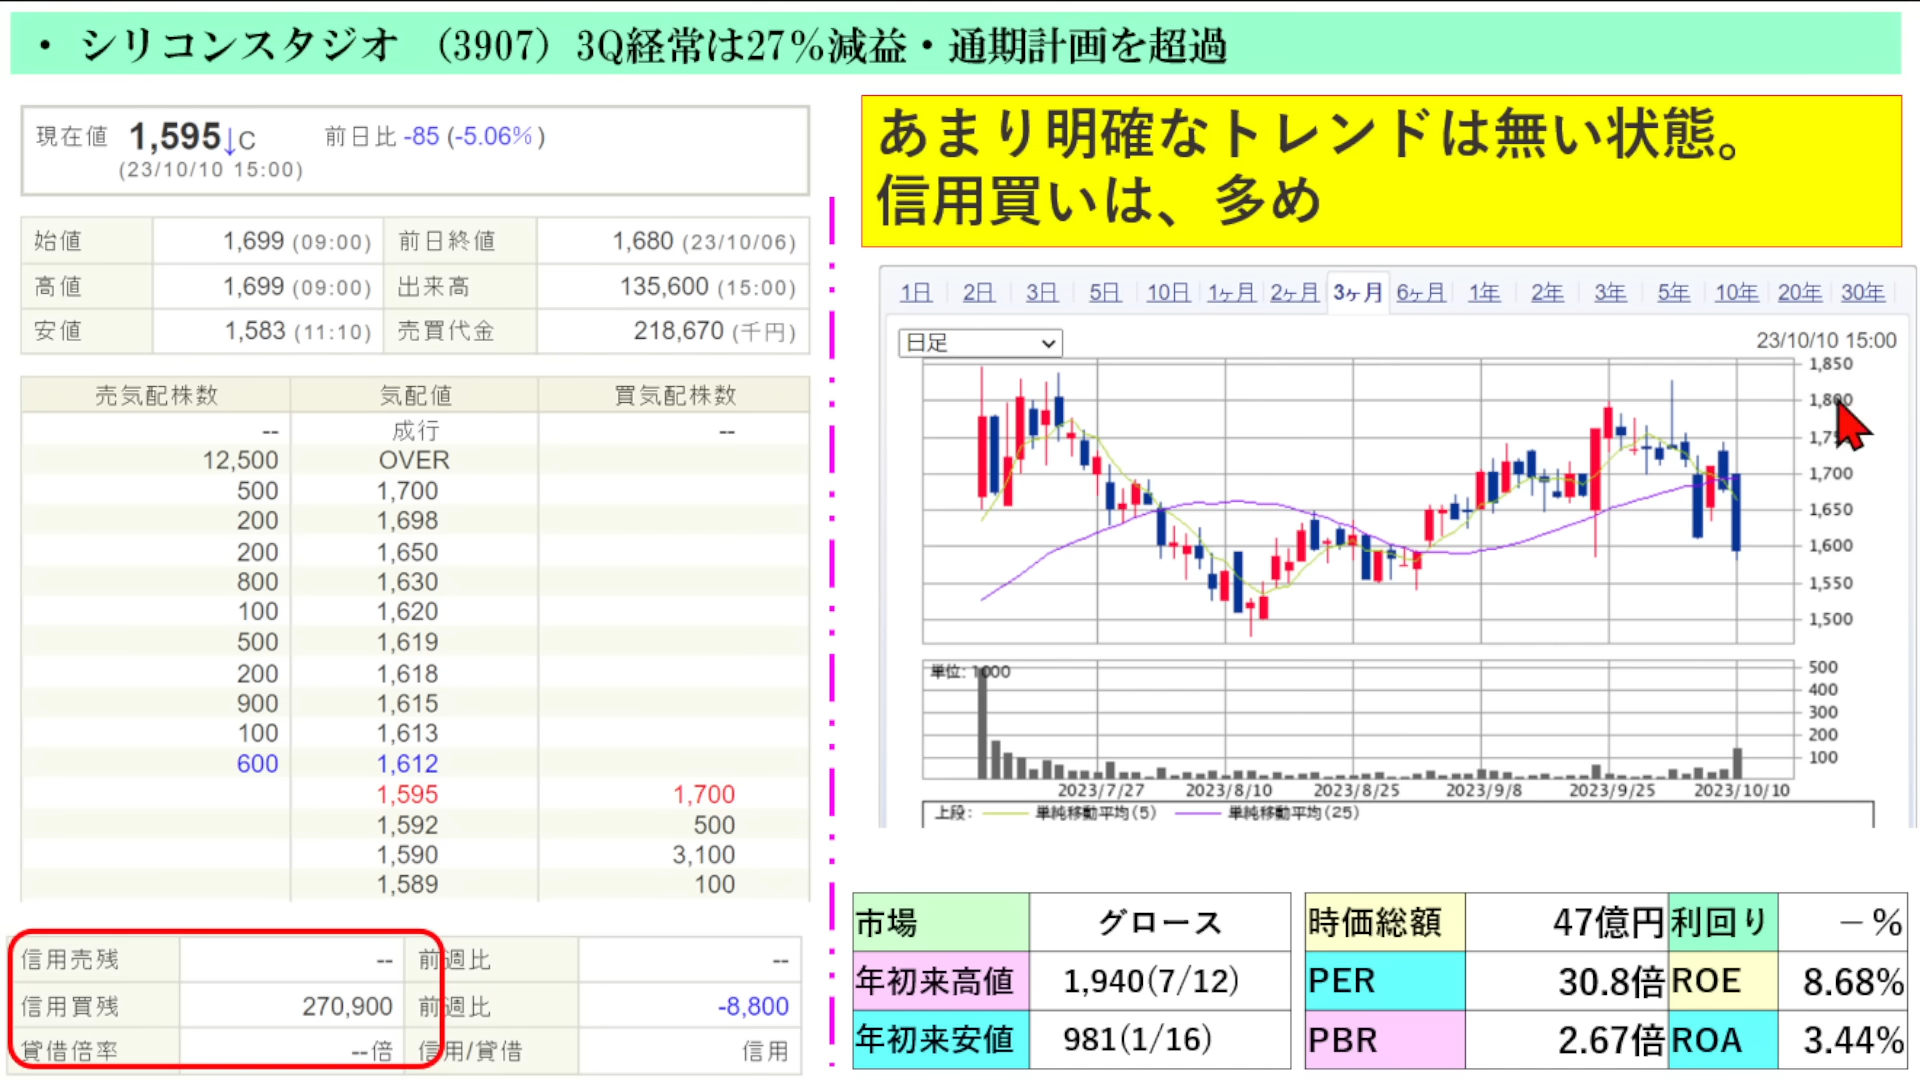 ・ シリコンスタジオ （3907）3Q経常は27％減益・通期計画を超過
現在値 1,595↓C 前日比 -85 (-5.06%)
(23/10/10 15:00)
始値 1,699 (09:00) 前日終値 1,680 (23/10/06)
高値 1,699 (09:00) 出来高 135,600 (15:00)
安値 1,583 (11:10) 売買代金 218,670 (千円)
売気配株数 気配値 買気配株数
-- 成行 --
12,500 OVER
500 1,700
200 1,698
200 1,650
800 1,630
100 1,620
500 1,619
200 1,618
900 1,615
100 1,613
600 1,612
1,595 1,700
1,592 500
1,590 3,100
1,589 100
信用売残 -- 前週比 --
信用買残 270,900 前週比 -8,800
貸借倍率 --倍 信用/貸借 信用
あまり明確なトレンドは無い状態。
信用買いは、多め
1日 2日 3日 5日 10日 1ヶ月 2ヶ月 3ヶ月 6ヶ月 1年 2年 3年 5年 10年 20年 30年
日足 23/10/10 15:00
1,850
1,800
1,750
1,700
1,650
1,600
1,550
1,500
単位: 1000
500
400
300
200
100
2023/7/27 2023/8/10 2023/8/25 2023/9/8 2023/9/25 2023/10/10
上段: 単純移動平均(5) 単純移動平均(25)
市場 グロース
年初来高値 1,940(7/12)
年初来安値 981(1/16)
時価総額 47億円 利回り －%
PER 30.8倍 ROE 8.68%
PBR 2.67倍 ROA 3.44%